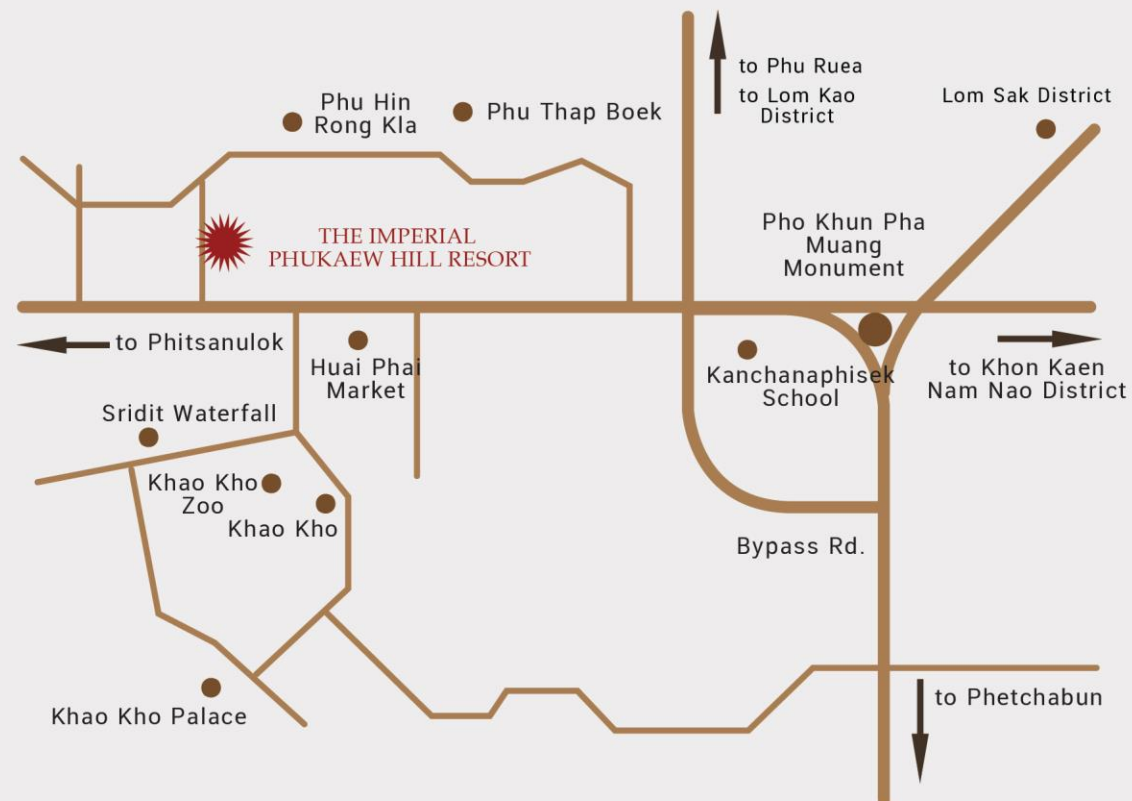 to Phu Ruea
to Lom Kao
District
Lom Sak District
Phu Hin
Rong Kla
Phu Thap Boek
THE IMPERIAL
PHUKAEW HILL RESORT
Pho Khun Pha
Muang
Monument
to Phitsanulok
Huai Phai
Market
Kanchanaphisek
School
to Khon Kaen
Nam Nao District
Sridit Waterfall
Khao Kho
Zoo
Khao Kho
Bypass Rd.
Khao Kho Palace
to Phetchabun